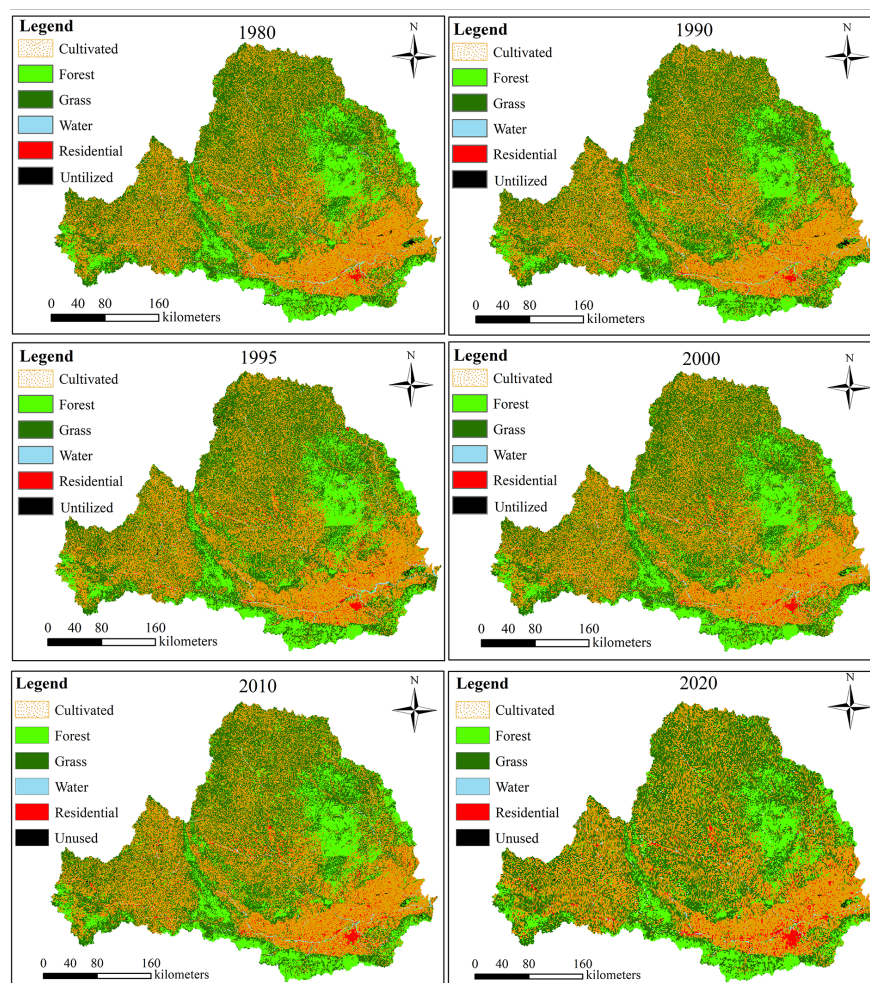 Legend
1980
N
Cultivated
Forest
Grass
Water
Residential
Untilized
0 40 80 160
kilometers
Legend
1990
N
Cultivated
Forest
Grass
Water
Residential
Untilized
0 40 80 160
kilometers
Legend
1995
N
Cultivated
Forest
Grass
Water
Residential
Untilized
0 40 80 160
kilometers
Legend
2000
N
Cultivated
Forest
Grass
Water
Residential
Untilized
0 40 80 160
kilometers
Legend
2010
N
Cultivated
Forest
Grass
Water
Residential
Unused
0 40 80 160
kilometers
Legend
2020
N
Cultivated
Forest
Grass
Water
Residential
Unused
0 40 80 160
kilometers